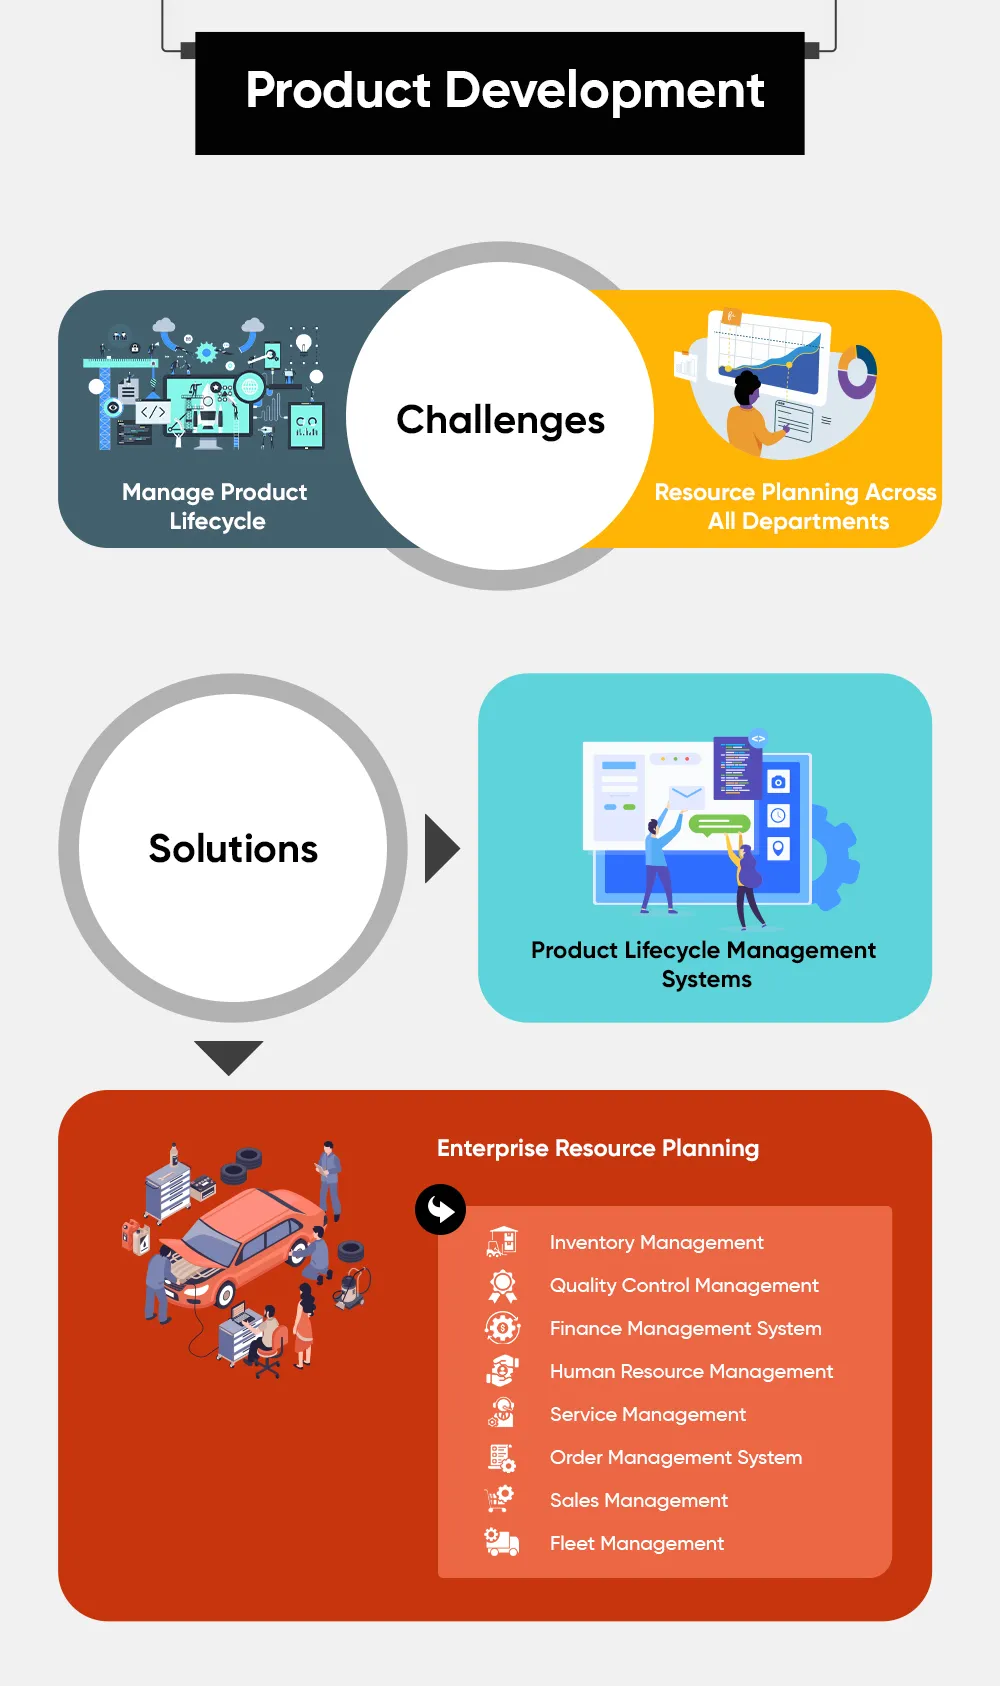 Product Development
Challenges
Manage Product
Lifecycle
Resource Planning Across
All Departments
Solutions
</>
</>
Product Lifecycle Management
Systems
Enterprise Resource Planning
Inventory Management
Quality Control Management
Finance Management System
Human Resource Management
Service Management
Order Management System
Sales Management
Fleet Management